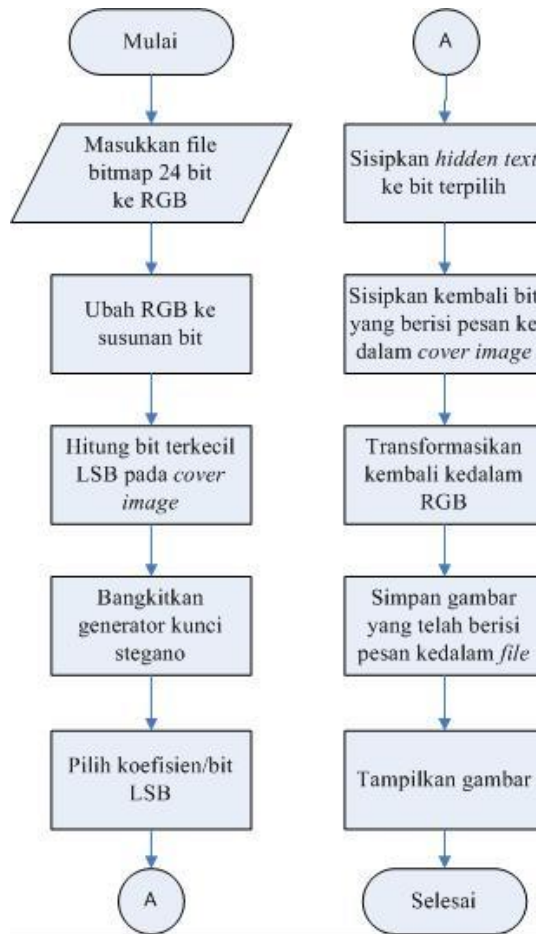 Mulai
Masukkan file
bitmap 24 bit
ke RGB
Ubah RGB ke
susunan bit
Hitung bit terkecil
LSB pada cover
image
Bangkitkan
generator kunci
stegano
Pilih koefisien/bit
LSB
A
A
Sisipkan hidden text
ke bit terpilih
Sisipkan kembali bit
yang berisi pesan ke
dalam cover image
Transformasikan
kembali kedalam
RGB
Simpan gambar
yang telah berisi
pesan kedalam file
Tampilkan gambar
Selesai